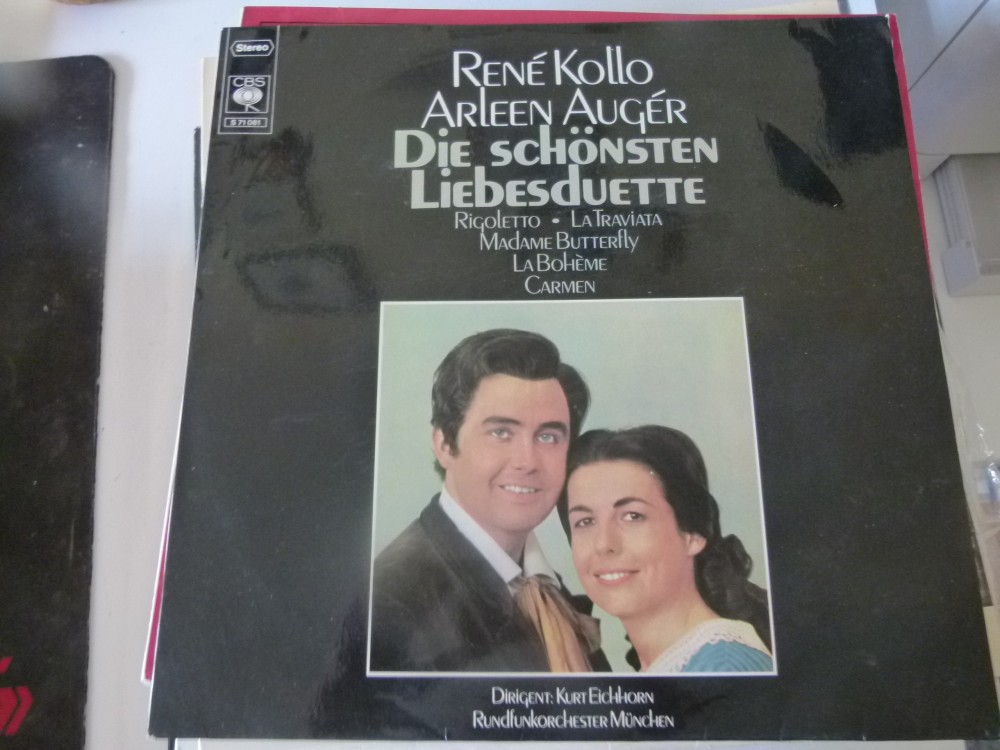 Stereo
CBS
S 71 081
René Kollo
Arleen Augér
Die schönsten
Liebesduette
Rigoletto • La Traviata
Madame Butterfly
La Bohème
Carmen
Dirigent: Kurt Eichhorn
Rundfunkorchester München